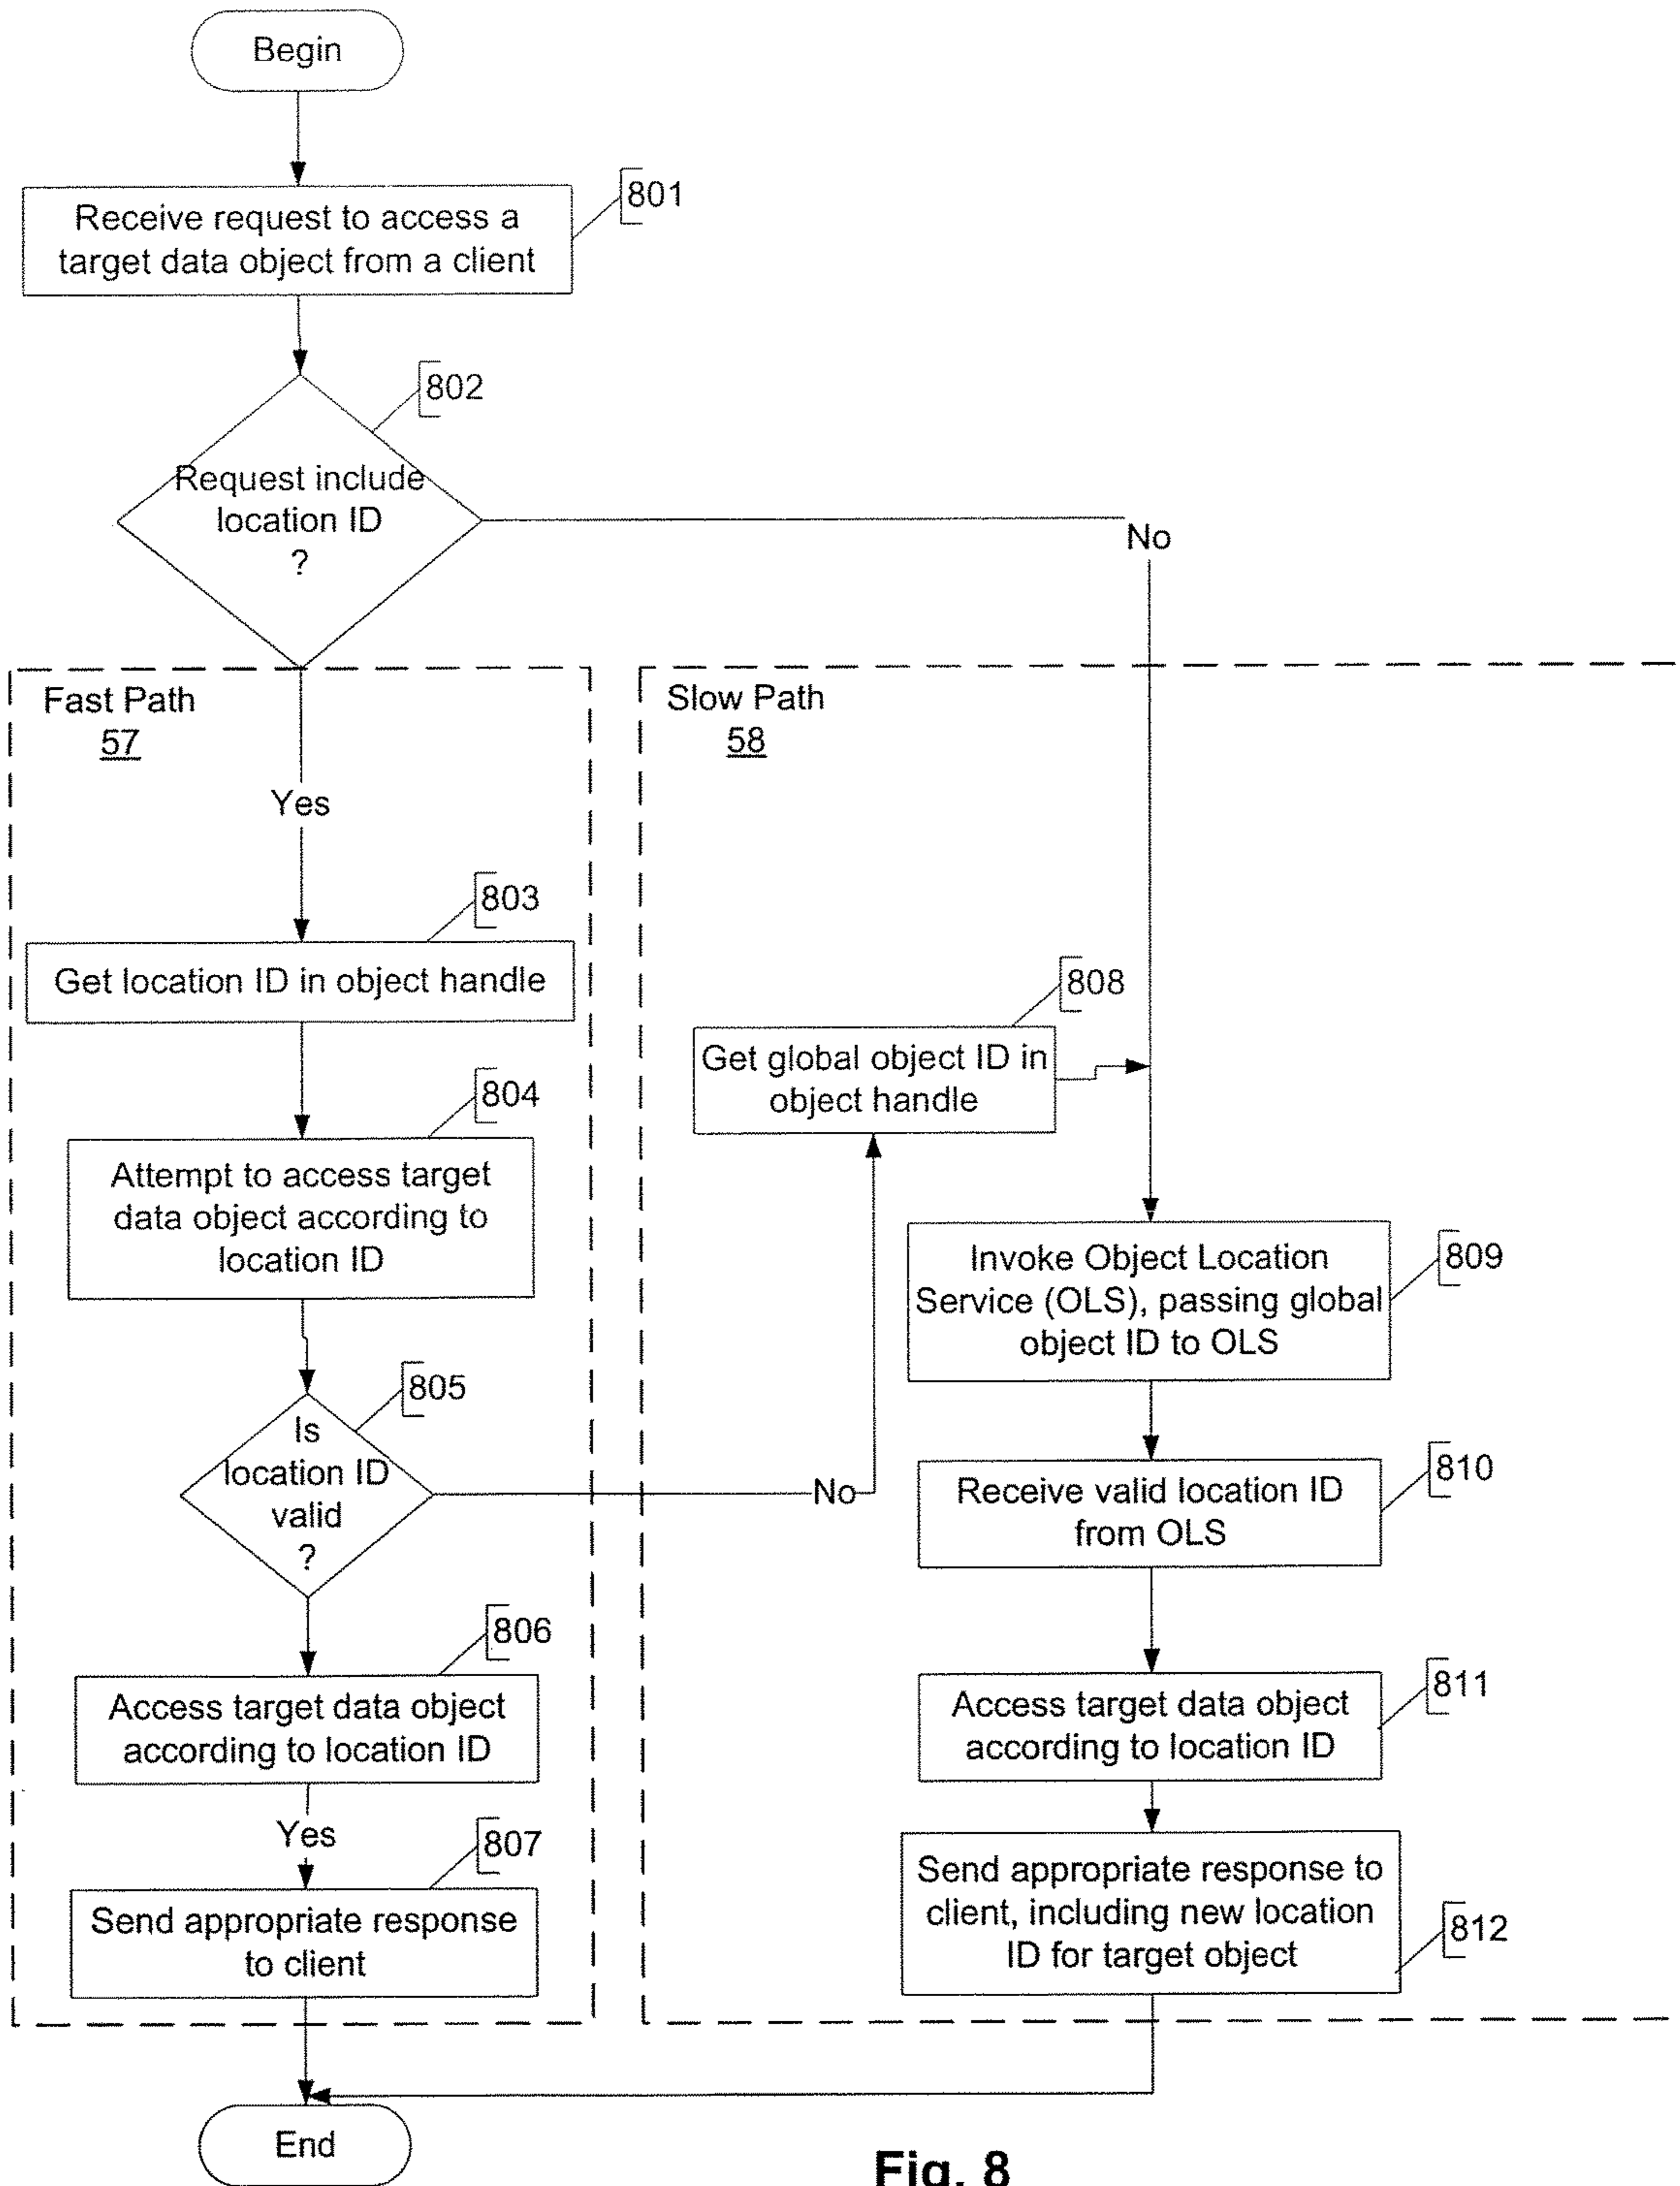 Begin
801
Receive request to access a
target data object from a client
802
Request include
location ID
?
No
Fast Path
57
Slow Path
58
Yes
803
Get location ID in object handle
808
Get global object ID in
object handle
804
Attempt to access target
data object according to
location ID
809
Invoke Object Location
Service (OLS), passing global
object ID to OLS
805
Is
location ID
valid
?
No
810
Receive valid location ID
from OLS
806
Access target data object
according to location ID
811
Access target data object
according to location ID
Yes
807
Send appropriate response
to client
812
Send appropriate response to
client, including new location
ID for target object
End
Fig. 8